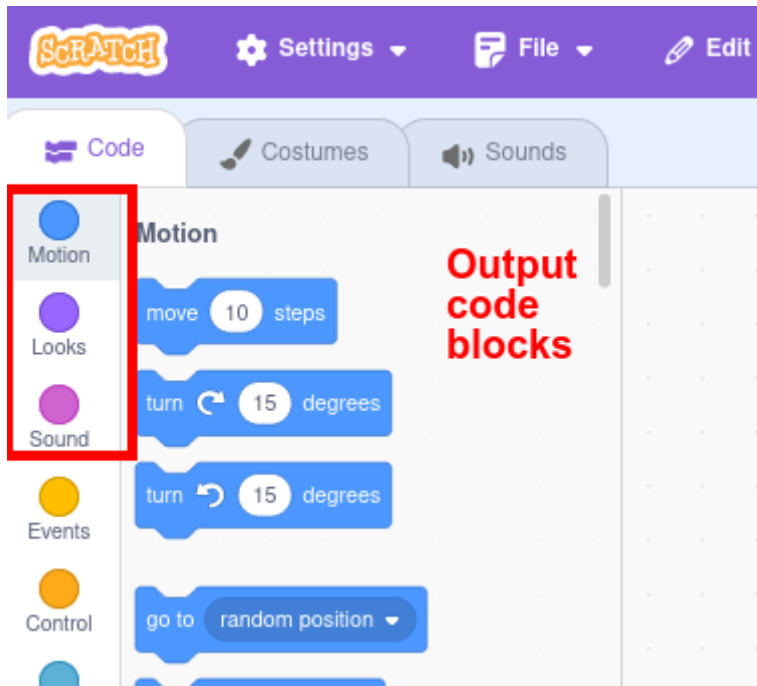 SCRATCH Settings File Edit
Code Costumes Sounds
Motion
Looks
Sound
Events
Control
Motion
move 10 steps
turn 15 degrees
turn 15 degrees
go to random position
Output
code
blocks